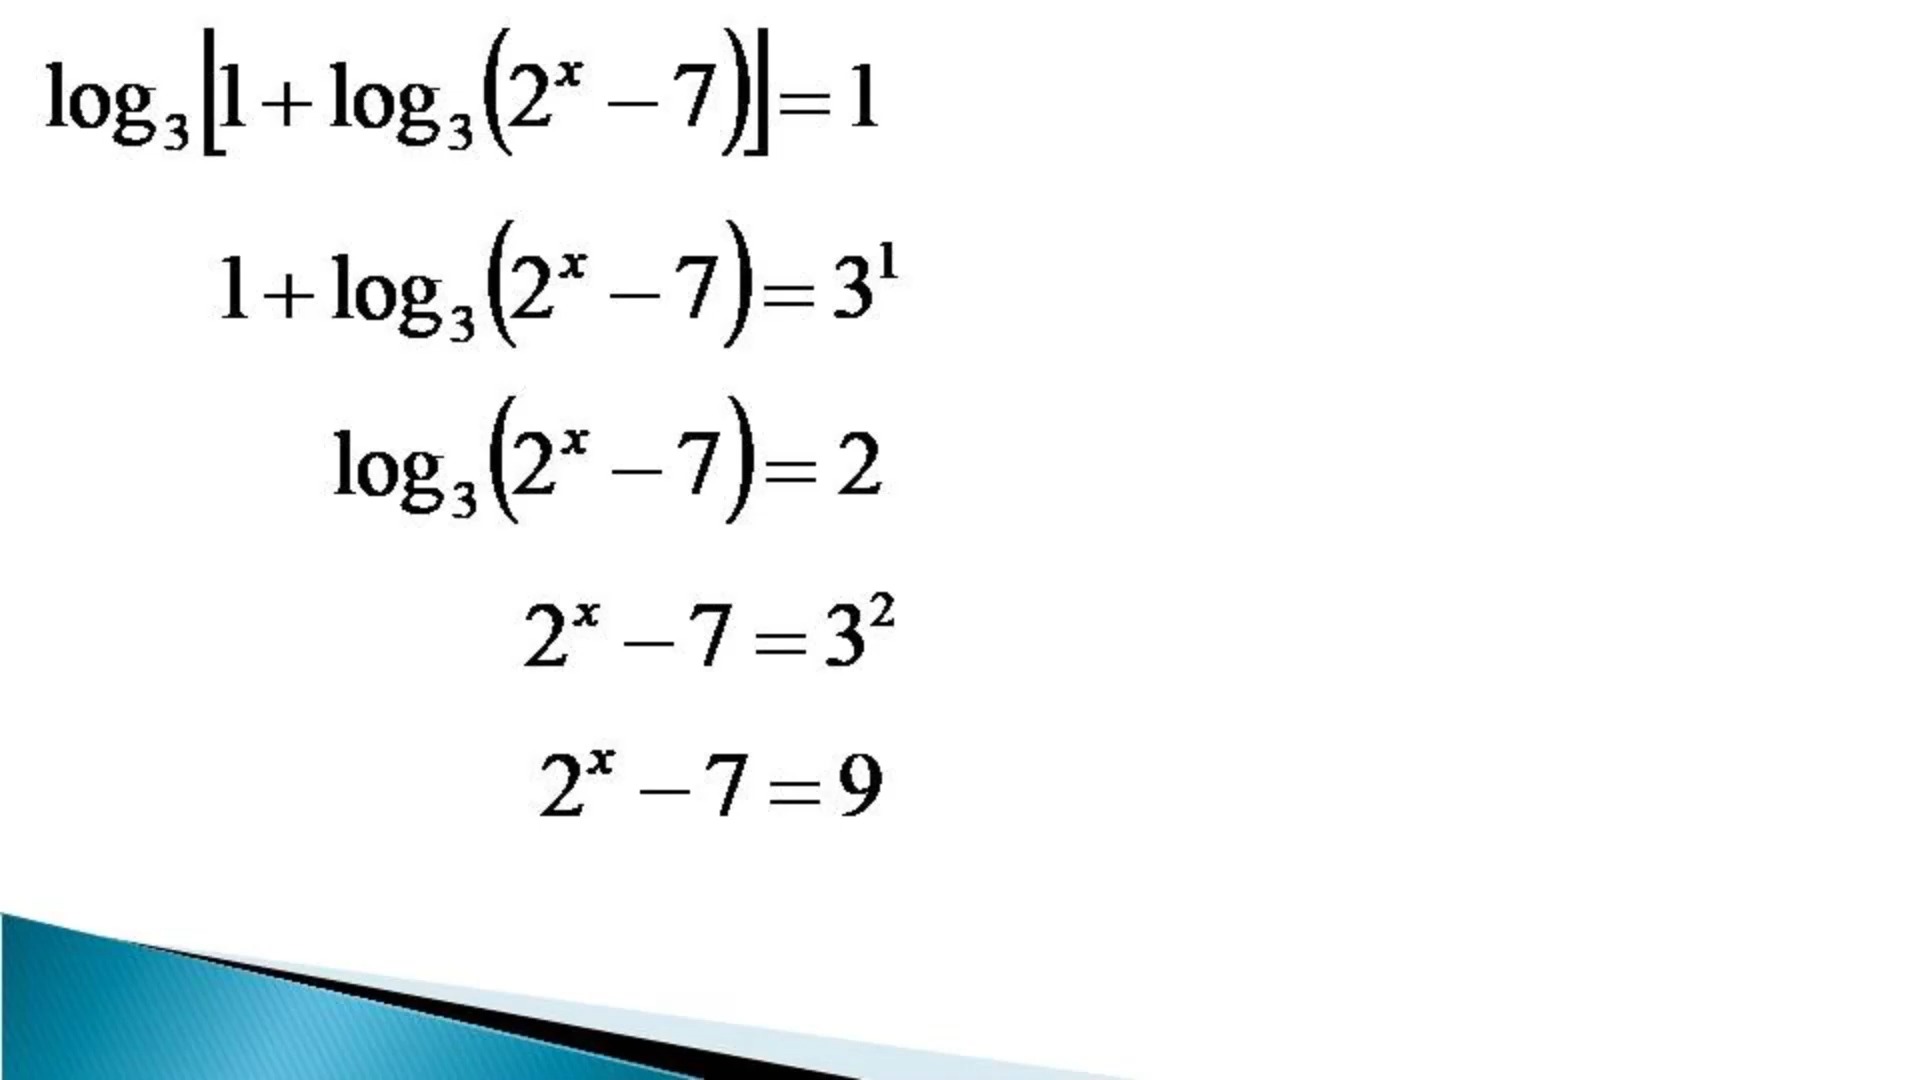 log₃⌊1 + log₃(2ˣ − 7)⌋ = 1
1 + log₃(2ˣ − 7) = 3¹
log₃(2ˣ − 7) = 2
2ˣ − 7 = 3²
2ˣ − 7 = 9